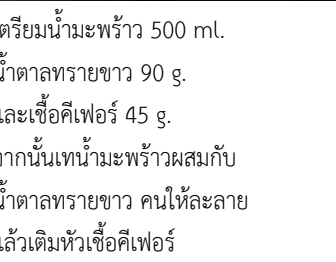 ตรียมน้ำมะพร้าว 500 ml.
น้ำตาลทรายขาว 90 g.
และเชื้อคีเฟอร์ 45 g.
จากนั้นเทน้ำมะพร้าวผสมกับ
น้ำตาลทรายขาว คนให้ละลาย
แล้วเติมหัวเชื้อคีเฟอร์